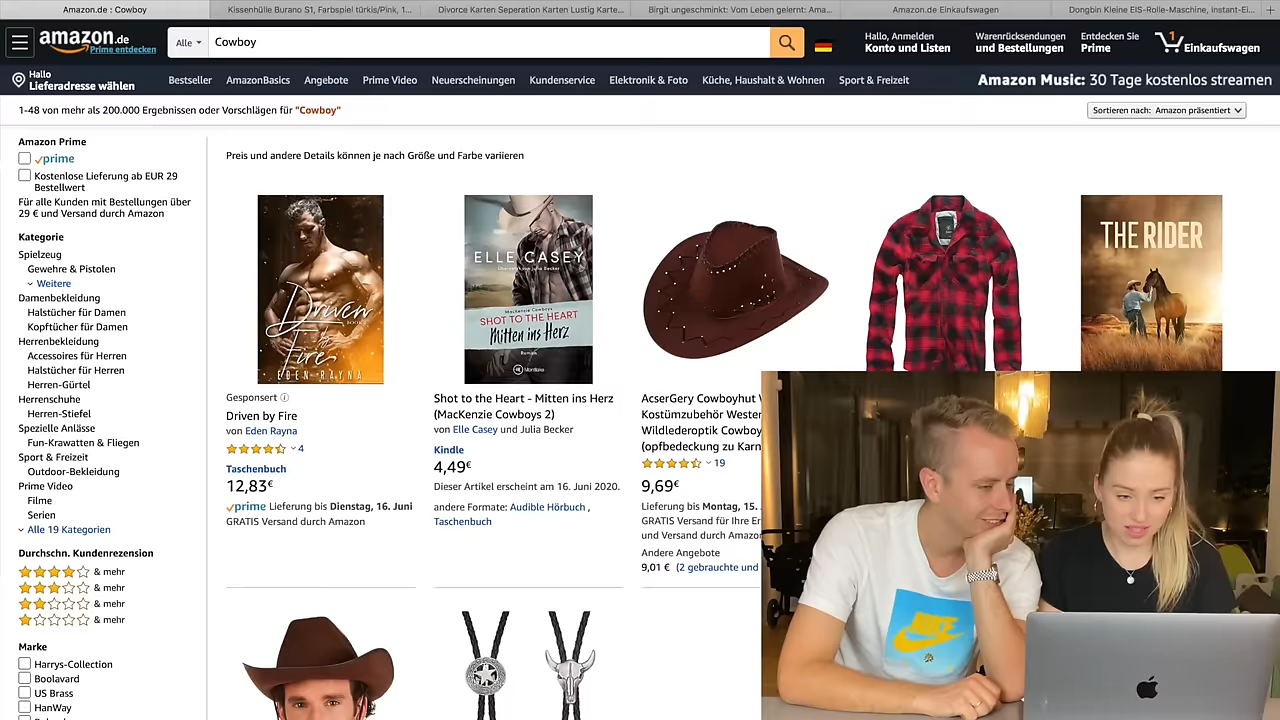 Amazon.de : Cowboy
Kissenhülle Burano S1, Farbspiel türkis/Pink, 1...
Divorce Karten Seperation Karten Lustig Karte...
Birgit ungeschminkt: Vom Leben gelernt: Ama...
Amazon.de Einkaufswagen
Dongbin Kleine EIS-Rolle-Maschine, instant-Ei...
amazon.de
Prime entdecken
Alle
Cowboy
Hallo, Anmelden
Konto und Listen
Warenrücksendungen
und Bestellungen
Entdecken Sie
Prime
1
Einkaufswagen
Hallo
Lieferadresse wählen
Bestseller
AmazonBasics
Angebote
Prime Video
Neuerscheinungen
Kundenservice
Elektronik & Foto
Küche, Haushalt & Wohnen
Sport & Freizeit
Amazon Music: 30 Tage kostenlos streamen
1-48 von mehr als 200.000 Ergebnissen oder Vorschlägen für "Cowboy"
Sortieren nach: Amazon präsentiert
Amazon Prime
prime
Kostenlose Lieferung ab EUR 29
Bestellwert
Für alle Kunden mit Bestellungen über
29 € und Versand durch Amazon
Kategorie
Spielzeug
Gewehre & Pistolen
Weitere
Damenbekleidung
Halstücher für Damen
Kopftücher für Damen
Herrenbekleidung
Accessoires für Herren
Halstücher für Herren
Herren-Gürtel
Herrenschuhe
Herren-Stiefel
Spezielle Anlässe
Fun-Krawatten & Fliegen
Sport & Freizeit
Outdoor-Bekleidung
Prime Video
Filme
Serien
Alle 19 Kategorien
Durchschn. Kundenrezension
& mehr
& mehr
& mehr
& mehr
Marke
Harrys-Collection
Boolavard
US Brass
HanWay
Preis und andere Details können je nach Größe und Farbe variieren
Driven
by
Fire
EDEN RAYNA
Gesponsert
Driven by Fire
von Eden Rayna
4
Taschenbuch
12,83€
prime Lieferung bis Dienstag, 16. Juni
GRATIS Versand durch Amazon
ELLE CASEY
Übersetzt von Julia Becker
MacKenzie Cowboys
SHOT TO THE HEART
Mitten ins Herz
Roman
Montlake
Shot to the Heart - Mitten ins Herz
(MacKenzie Cowboys 2)
von Elle Casey und Julia Becker
Kindle
4,49€
Dieser Artikel erscheint am 16. Juni 2020.
andere Formate: Audible Hörbuch ,
Taschenbuch
AcserGery Cowboyhut
Kostümzubehör Wester
Wildlederoptik Cowboy
(opfbedeckung zu Karn
19
9,69€
Lieferung bis Montag, 15.
GRATIS Versand für Ihre Er
und Versand durch Amazon
Andere Angebote
9,01 € (2 gebrauchte und
THE RIDER
NIKE